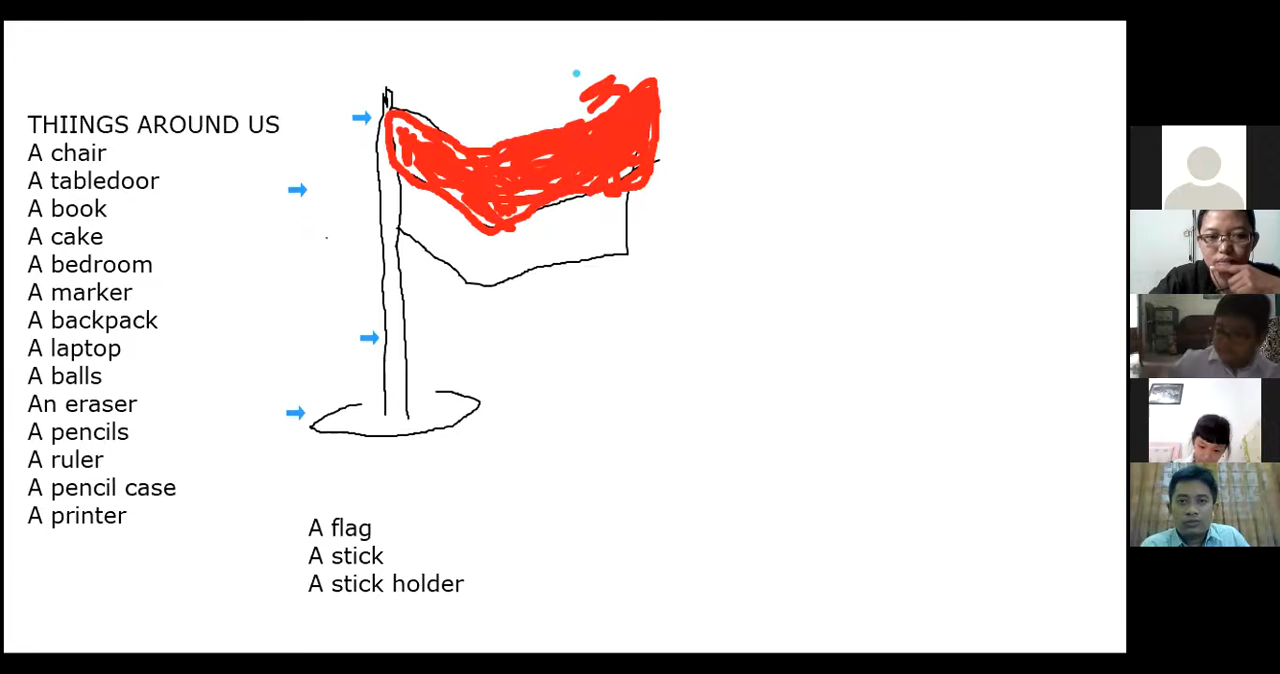 THIINGS AROUND US
A chair
A tabledoor
A book
A cake
A bedroom
A marker
A backpack
A laptop
A balls
An eraser
A pencils
A ruler
A pencil case
A printer
A flag
A stick
A stick holder